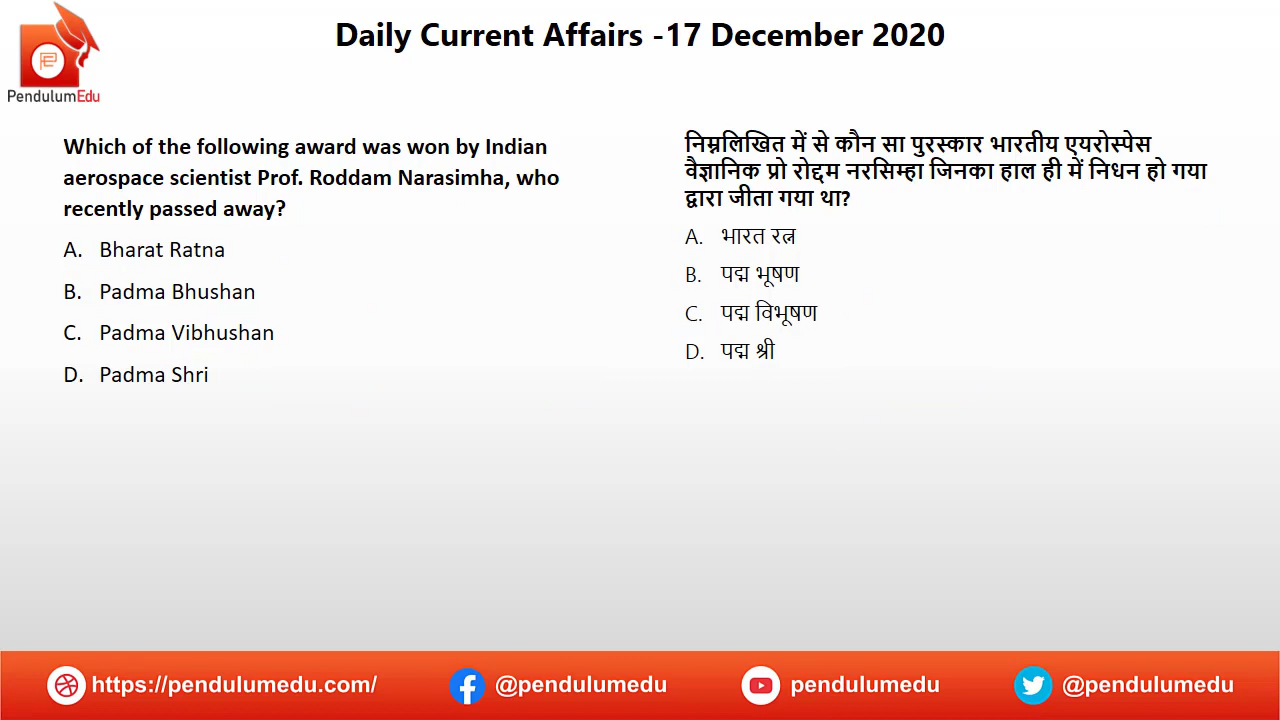 Daily Current Affairs -17 December 2020
PendulumEdu
Which of the following award was won by Indian
aerospace scientist Prof. Roddam Narasimha, who
recently passed away?
A. Bharat Ratna
B. Padma Bhushan
C. Padma Vibhushan
D. Padma Shri
निम्नलिखित में से कौन सा पुरस्कार भारतीय एयरोस्पेस
वैज्ञानिक प्रो रोद्दम नरसिम्हा जिनका हाल ही में निधन हो गया
द्वारा जीता गया था?
A. भारत रत्न
B. पद्म भूषण
C. पद्म विभूषण
D. पद्म श्री
https://pendulumedu.com/ @pendulumedu pendulumedu @pendulumedu